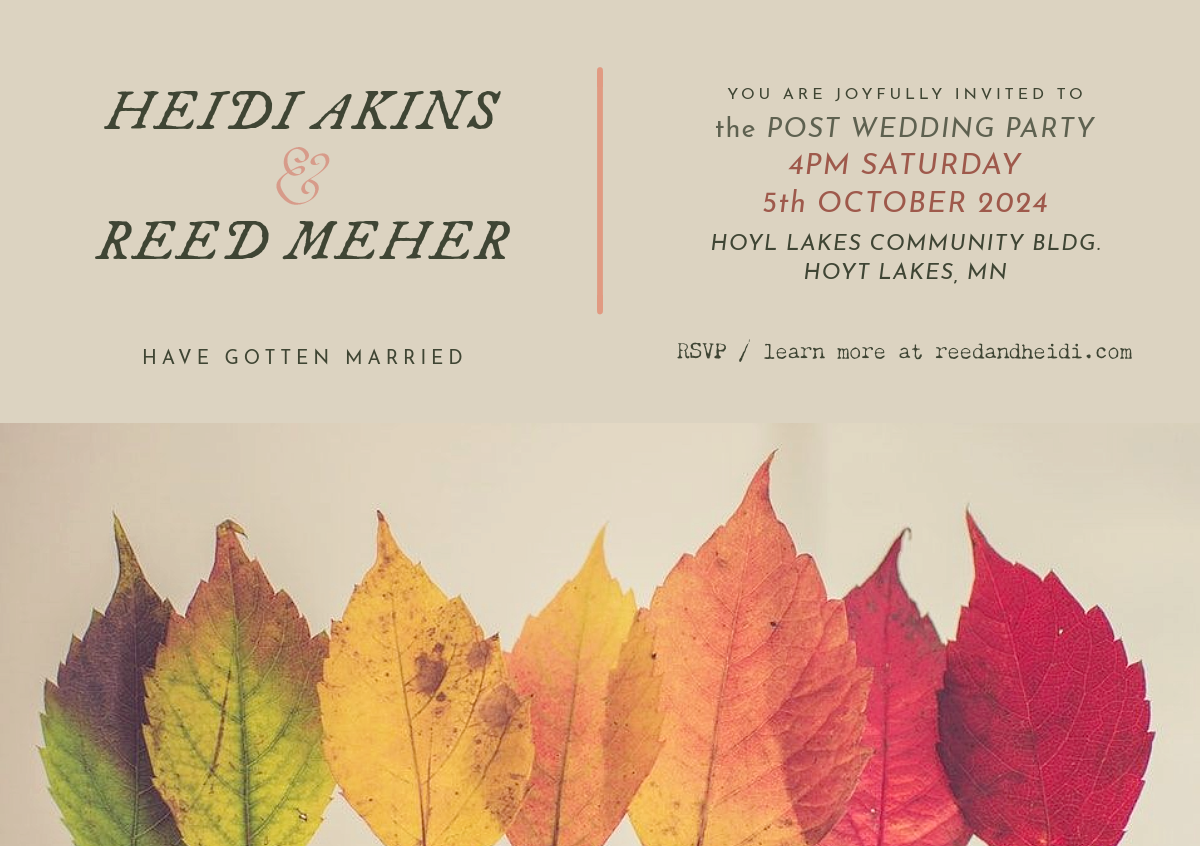 HEIDI AKINS
&
REED MEHER
HAVE GOTTEN MARRIED
YOU ARE JOYFULLY INVITED TO
the POST WEDDING PARTY
4PM SATURDAY
5th OCTOBER 2024
HOYL LAKES COMMUNITY BLDG.
HOYT LAKES, MN
RSVP / learn more at reedandheidi.com